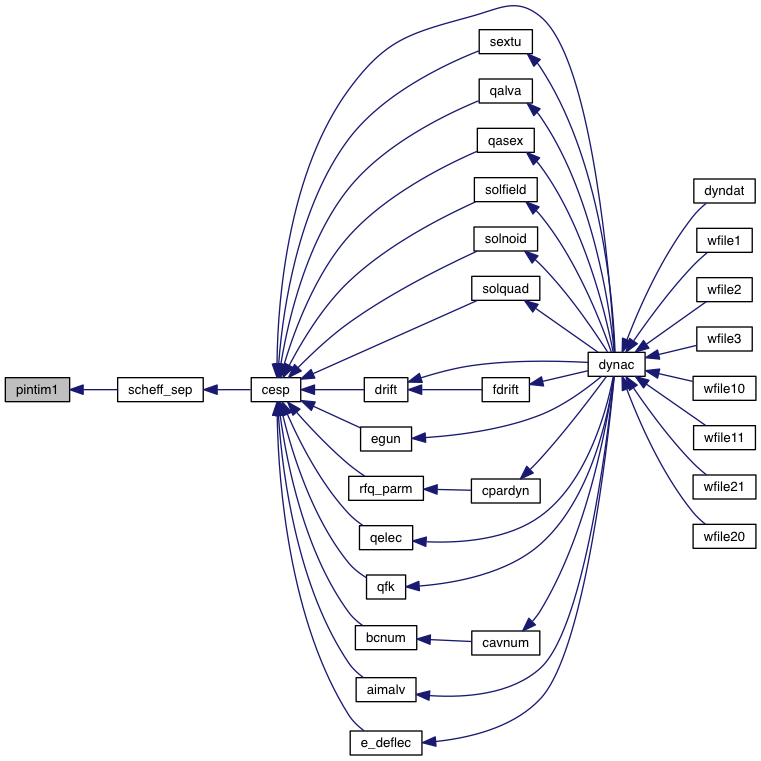 sextu
qalva
qasex
solfield
dyndat
solnoid
wfile1
solquad
wfile2
wfile3
dynac
pintim1
scheff_sep
cesp
drift
fdrift
wfile10
egun
wfile11
rfq_parm
cpardyn
wfile21
qelec
wfile20
qfk
bcnum
cavnum
aimalv
e_deflec